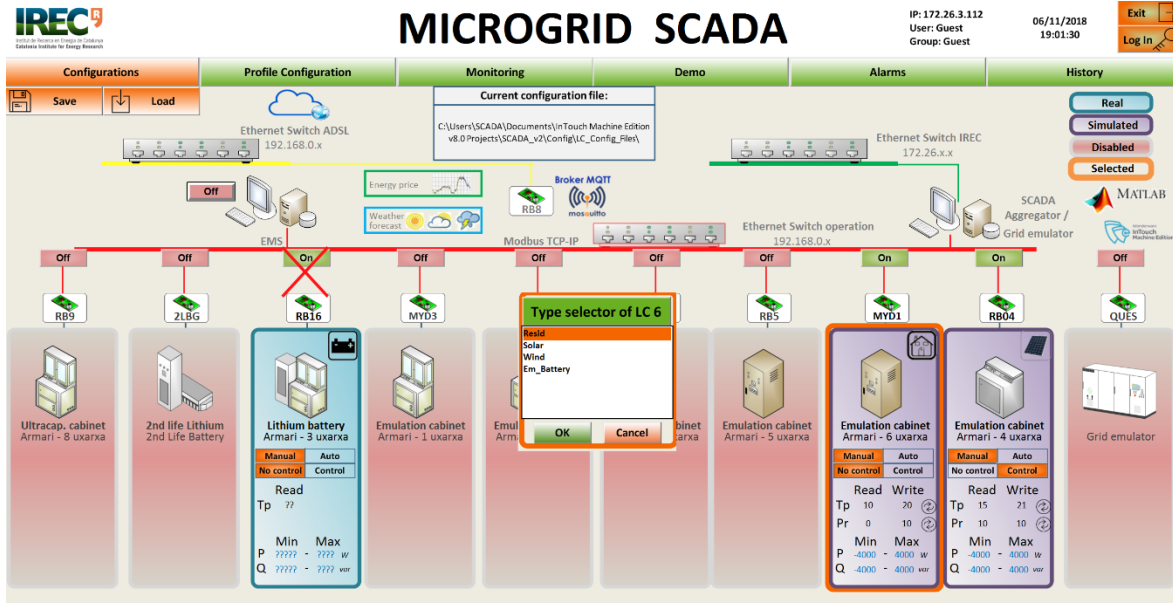 IREC
Institut de Recerca en Energia de Catalunya
Catalonia Institute for Energy Research
MICROGRID SCADA
IP: 172.26.3.112
User: Guest
Group: Guest
06/11/2018
19:01:30
Exit
Log In
Configurations
Profile Configuration
Monitoring
Demo
Alarms
History
Save
Load
Current configuration file:
C:\Users\SCADA\Documents\InTouch Machine Edition
v8.0 Projects\SCADA_v2\Config\LC_Config_Files\
Real
Simulated
Disabled
Selected
Ethernet Switch ADSL
192.168.0.x
Ethernet Switch IREC
172.26.x.x
Off
Energy price
Weather
forecast
RB8
Broker MQTT
mosquitto
MATLAB
SCADA
Aggregator /
Grid emulator
Wonderware
InTouch
Machine Edition
EMS
Modbus TCP-IP
Ethernet Switch operation
192.168.0.x
Off Off On Off Off Off Off On On Off
RB9 2LBG RB16 MYD3 RB5 MYD1 RB04 QUES
Type selector of LC 6
Resid
Solar
Wind
Em_Battery
OK Cancel
Ultracap. cabinet
Armari - 8 uxarxa
2nd life Lithium
2nd Life Battery
Lithium battery
Armari - 3 uxarxa
Manual Auto
No control Control
Read
Tp ??
Min Max
P ????? - ???? W
Q ????? - ???? var
Emulation cabinet
Armari - 1 uxarxa
Emul
Arma
binet
uxarxa
Emulation cabinet
Armari - 5 uxarxa
Emulation cabinet
Armari - 6 uxarxa
Manual Auto
No control Control
Read Write
Tp 10 20
Pr 0 10
Min Max
P -4000 - 4000 W
Q -4000 - 4000 var
Emulation cabinet
Armari - 4 uxarxa
Manual Auto
No control Control
Read Write
Tp 15 21
Pr 10 10
Min Max
P -4000 - 4000 W
Q -4000 - 4000 var
Grid emulator